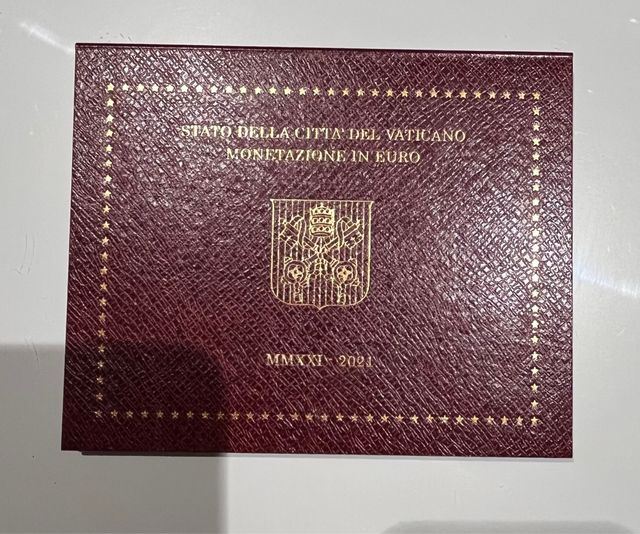 STATO DELLA CITTA' DEL VATICANO
MONETAZIONE IN EURO
MMXXI - 2021